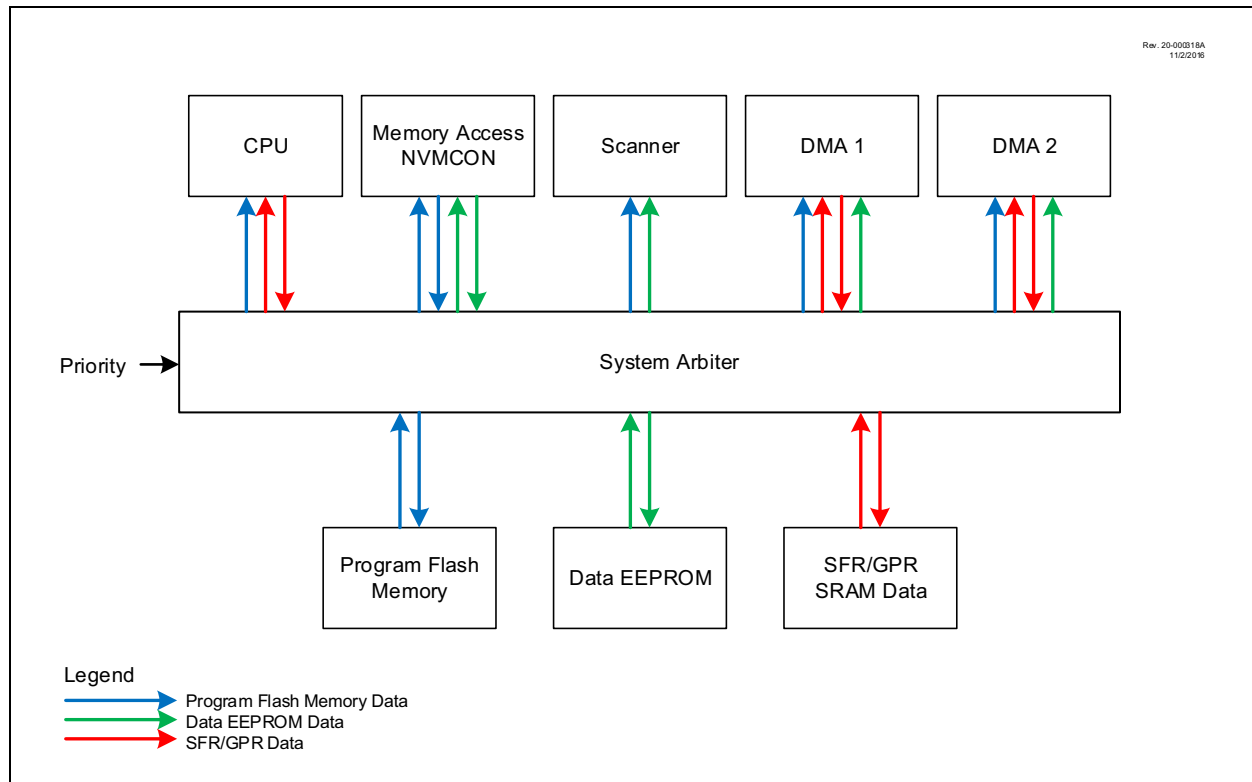 Rev. 20-000318A
11/2/2016
CPU
Memory Access
NVMCON
Scanner
DMA 1
DMA 2
Priority
System Arbiter
Program Flash
Memory
Data EEPROM
SFR/GPR
SRAM Data
Legend
Program Flash Memory Data
Data EEPROM Data
SFR/GPR Data